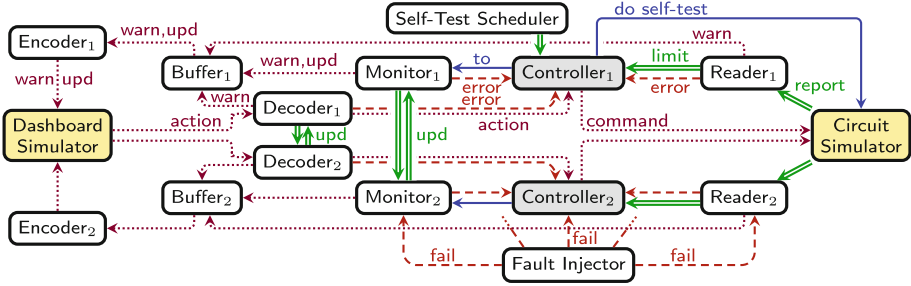 Self-Test Scheduler
do self-test
Encoder1
warn,upd
warn
Buffer1
warn,upd
Monitor1
to
Controller1
limit
Reader1
error
error
error
warn upd
warn
Decoder1
report
Dashboard
Simulator
action
upd
upd
action
command
Circuit
Simulator
Decoder2
Buffer2
Monitor2
Controller2
Reader2
Encoder2
fail
fail
fail
Fault Injector